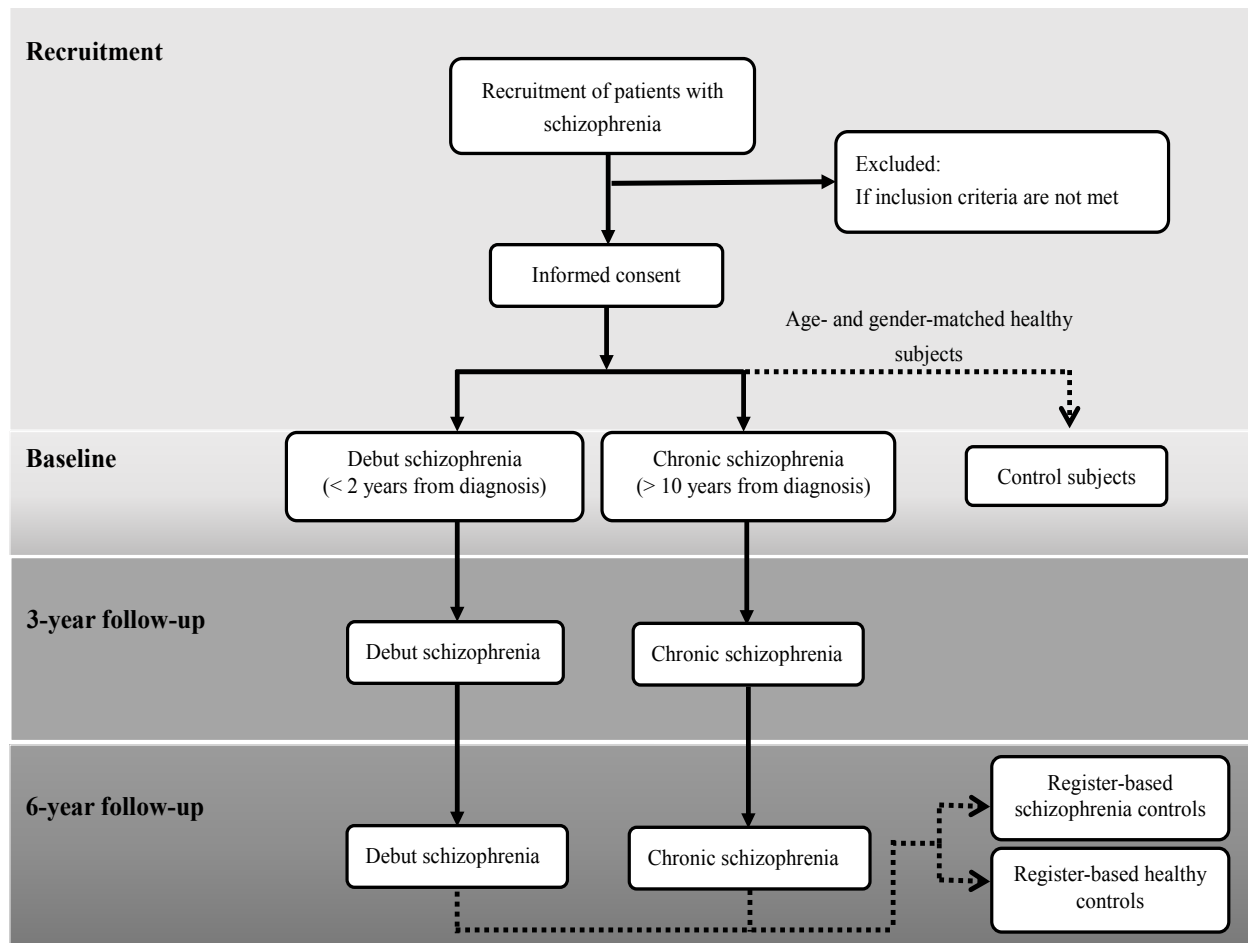 Recruitment
Recruitment of patients with
schizophrenia
Excluded:
If inclusion criteria are not met
Informed consent
Age- and gender-matched healthy
subjects
Baseline
Debut schizophrenia
(< 2 years from diagnosis)
Chronic schizophrenia
(> 10 years from diagnosis)
Control subjects
3-year follow-up
Debut schizophrenia
Chronic schizophrenia
6-year follow-up
Debut schizophrenia
Chronic schizophrenia
Register-based
schizophrenia controls
Register-based healthy
controls